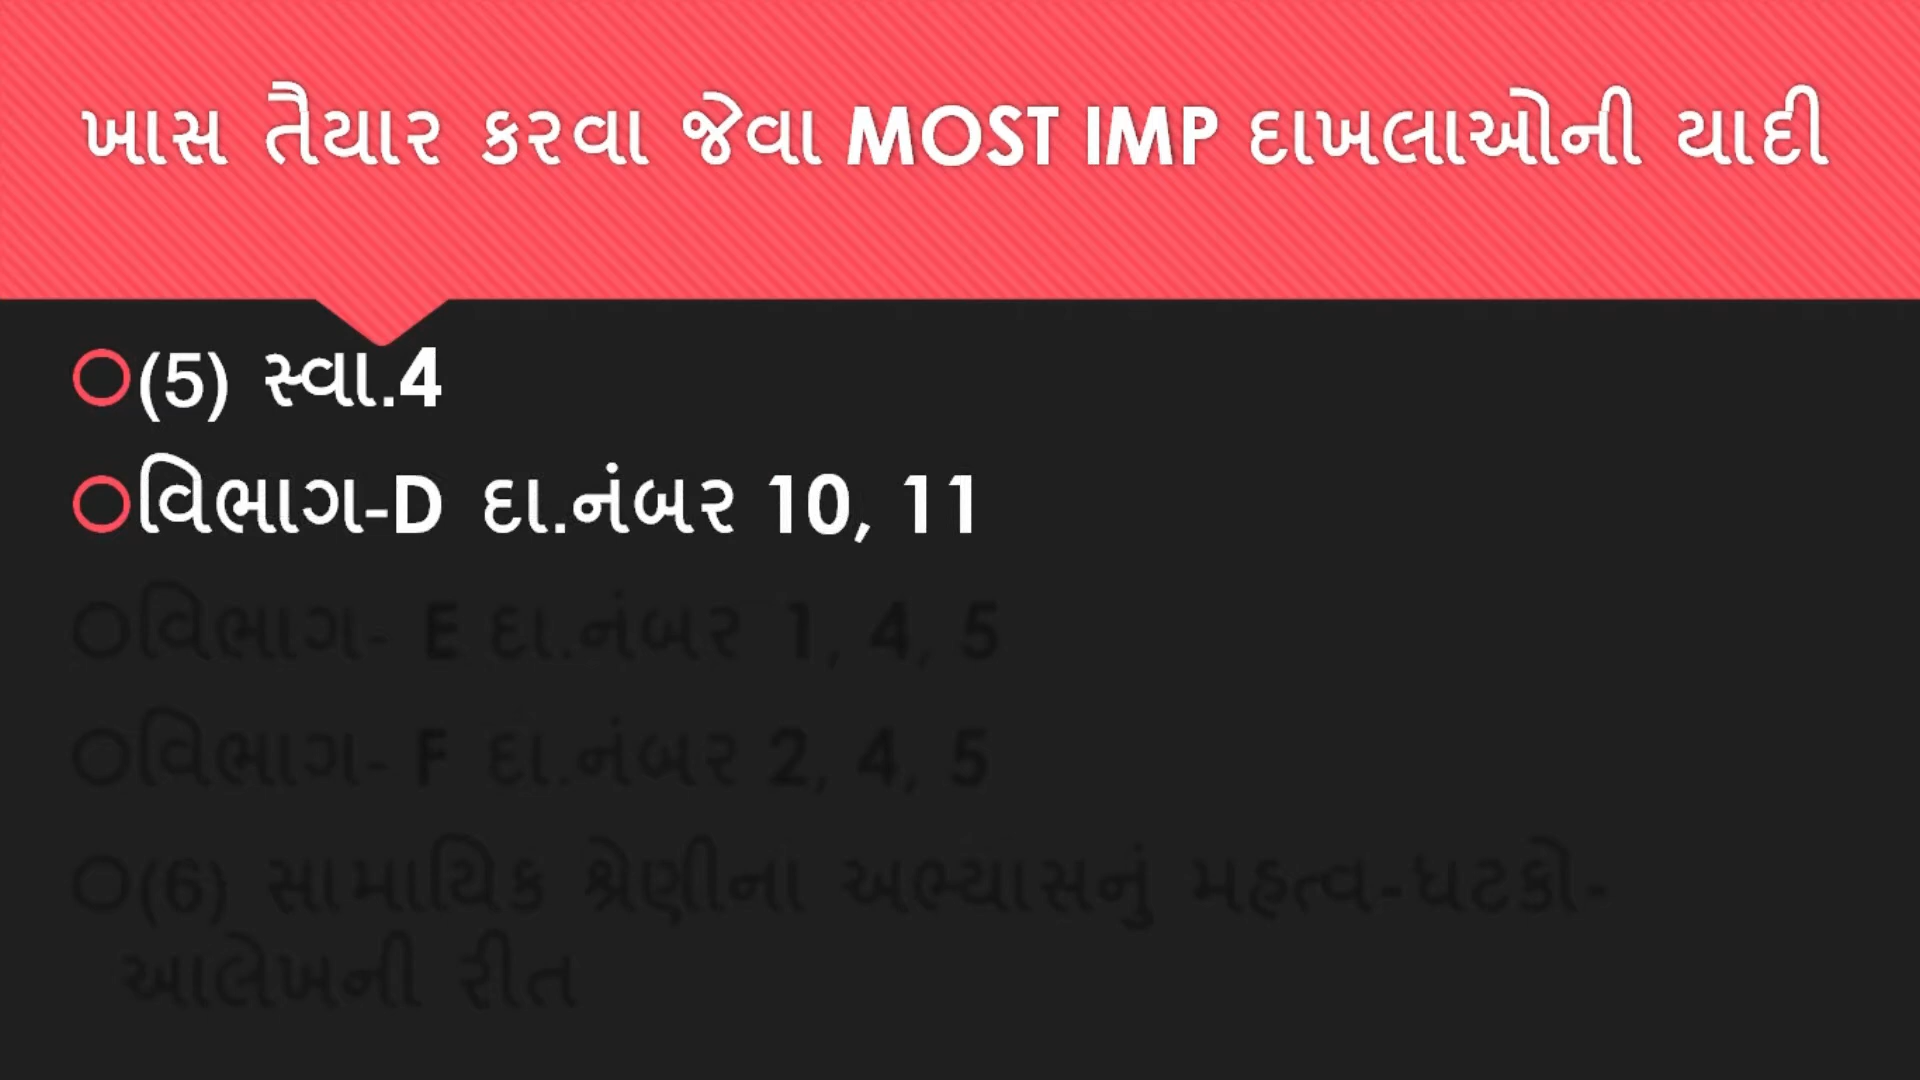 ખાસ તૈયાર કરવા જેવા MOST IMP દાખલાઓની યાદી
(5) સ્વા.4
વિભાગ-D દા.નંબર 10, 11
વિભાગ- E દા.નંબર 1, 4, 5
વિભાગ- F દા.નંબર 2, 4, 5
(6) સામાયિક શ્રેણીના અભ્યાસનું મહત્વ-ઘટકો-
આલેખની રીત